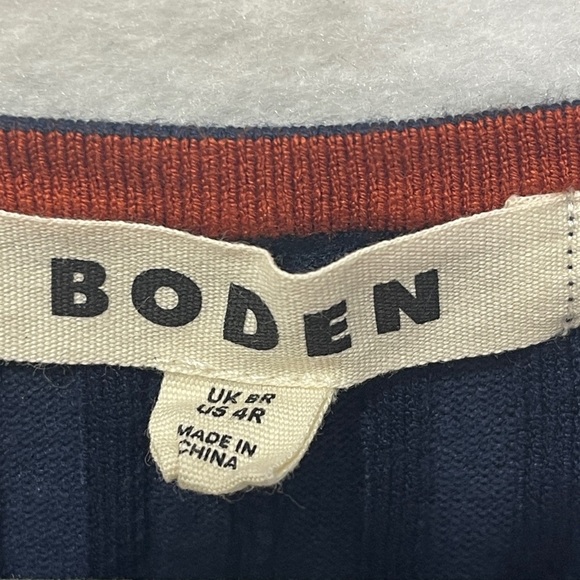 BODEN
UK 8R
US 4R
MADE IN
CHINA